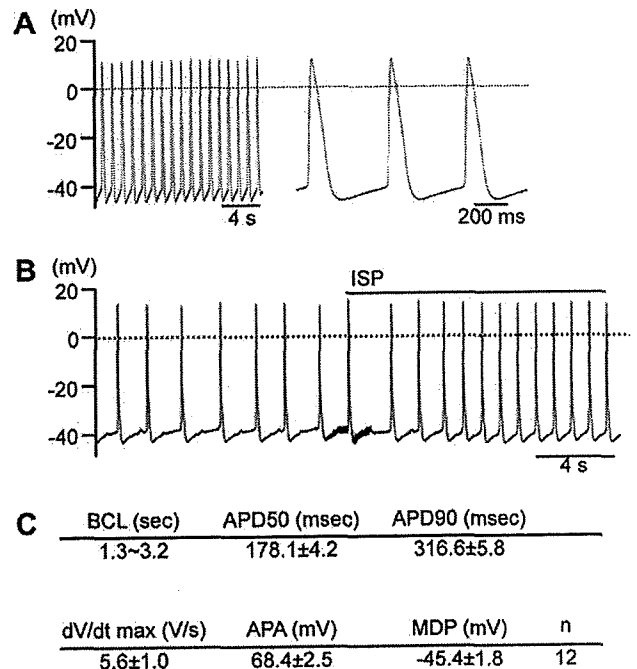 A (mV)
20
0
-20
-40
4 s
200 ms
B (mV)
ISP
20
0
-20
-40
4 s
C BCL (sec) APD50 (msec) APD90 (msec)
1.3~3.2 178.1±4.2 316.6±5.8
dV/dt max (V/s) APA (mV) MDP (mV) n
5.6±1.0 68.4±2.5 -45.4±1.8 12